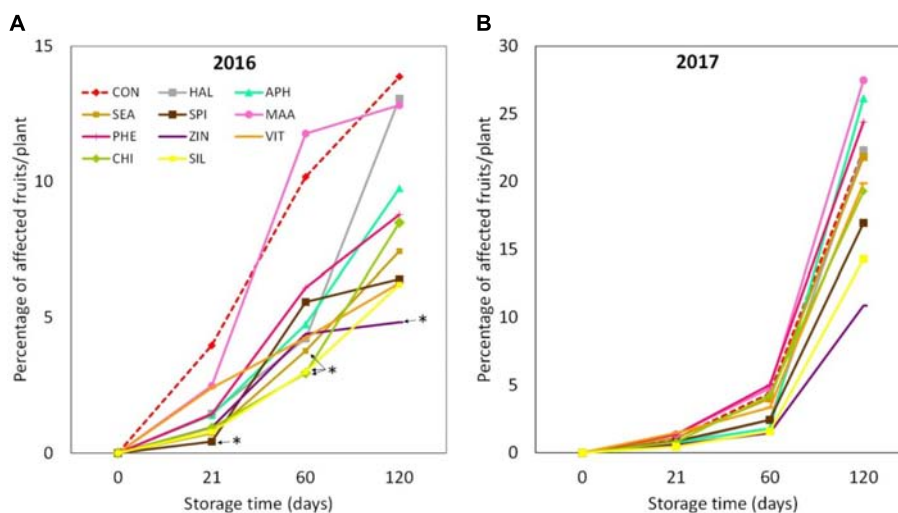 A
2016
CON HAL APH
SEA SPI MAA
PHE ZIN VIT
CHI SIL
Percentage of affected fruits/plant
15
10
5
0
*
*
*
0 21 60 120
Storage time (days)
B
2017
Percentage of affected fruits/plant
30
25
20
15
10
5
0
0 21 60 120
Storage time (days)